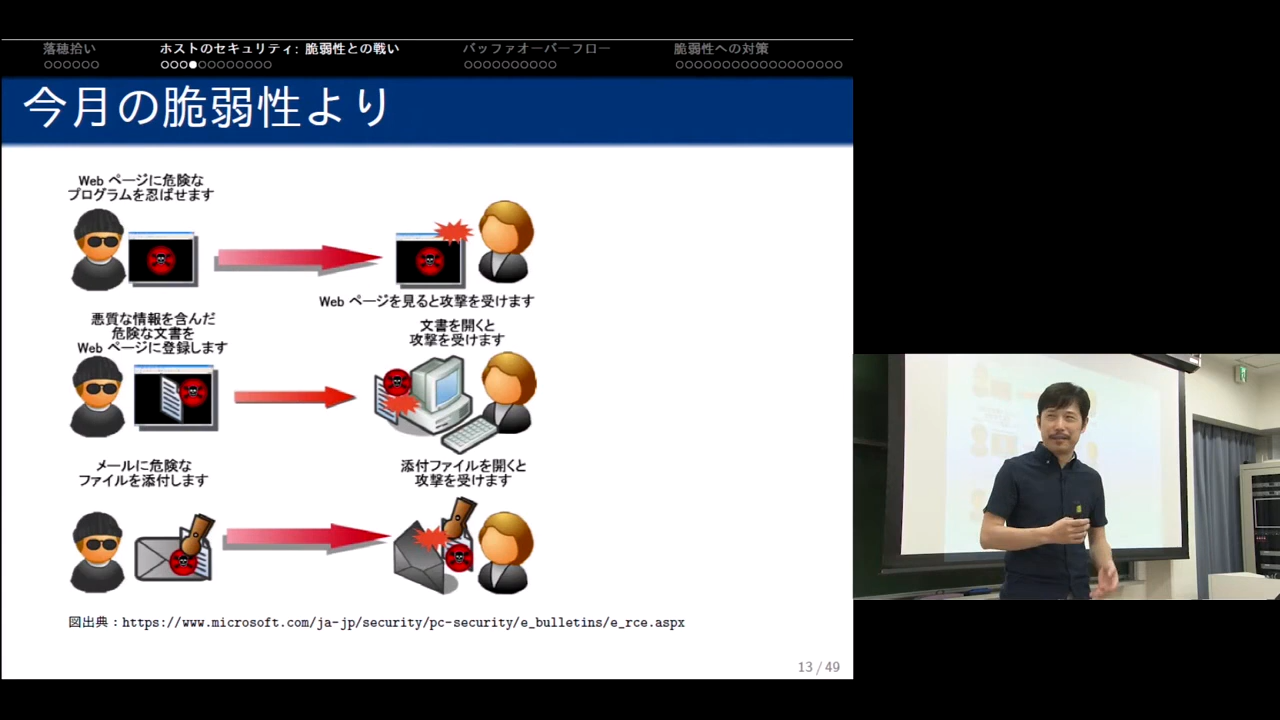 落穂拾い
ホストのセキュリティ: 脆弱性との戦い
バッファオーバーフロー
脆弱性への対策
今月の脆弱性より
Web ページに危険な
プログラムを忍ばせます
Web ページを見ると攻撃を受けます
悪質な情報を含んだ
危険な文書を
Web ページに登録します
文書を開くと
攻撃を受けます
メールに危険な
ファイルを添付します
添付ファイルを開くと
攻撃を受けます
図出典：https://www.microsoft.com/ja-jp/security/pc-security/e_bulletins/e_rce.aspx
13 / 49